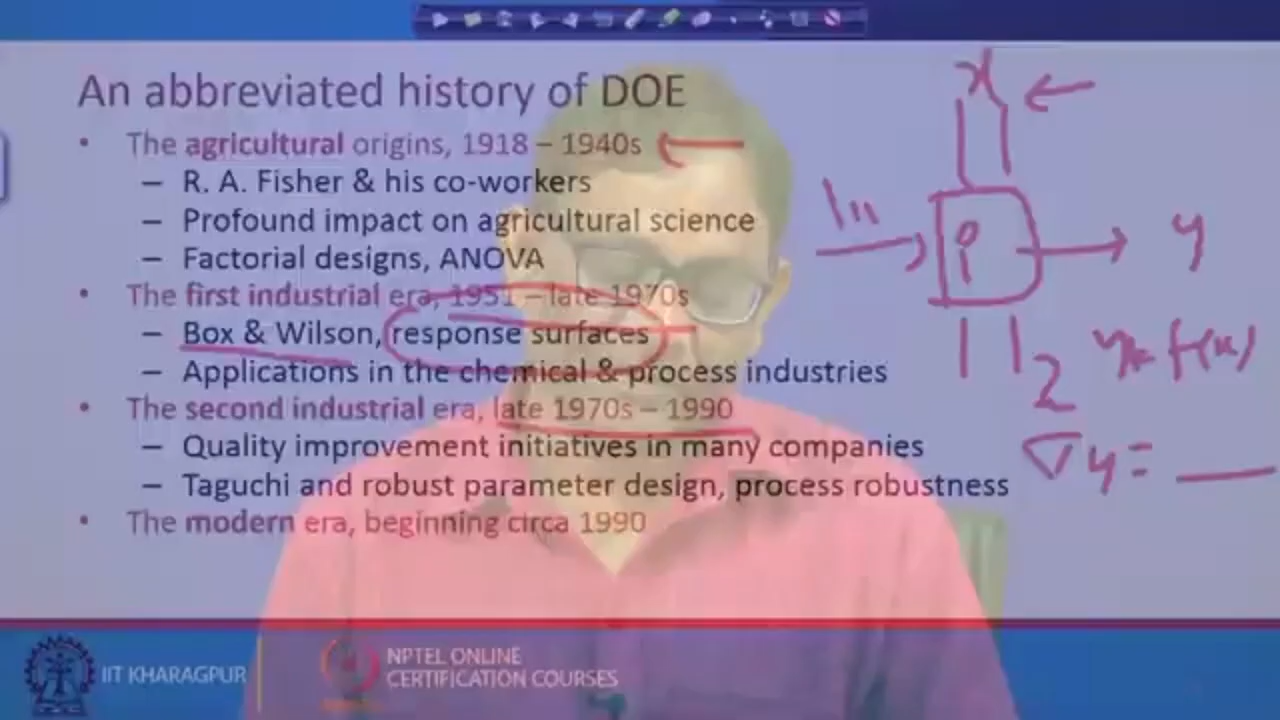 An abbreviated history of DOE
• The agricultural origins, 1918 – 1940s
– R. A. Fisher & his co-workers
– Profound impact on agricultural science
– Factorial designs, ANOVA
• The first industrial era, 1951 – late 1970s
– Box & Wilson, response surfaces
– Applications in the chemical & process industries
• The second industrial era, late 1970s – 1990
– Quality improvement initiatives in many companies
– Taguchi and robust parameter design, process robustness
• The modern era, beginning circa 1990
x
In
P
y
f(x)
2
y =
IIT KHARAGPUR
NPTEL ONLINE
CERTIFICATION COURSES